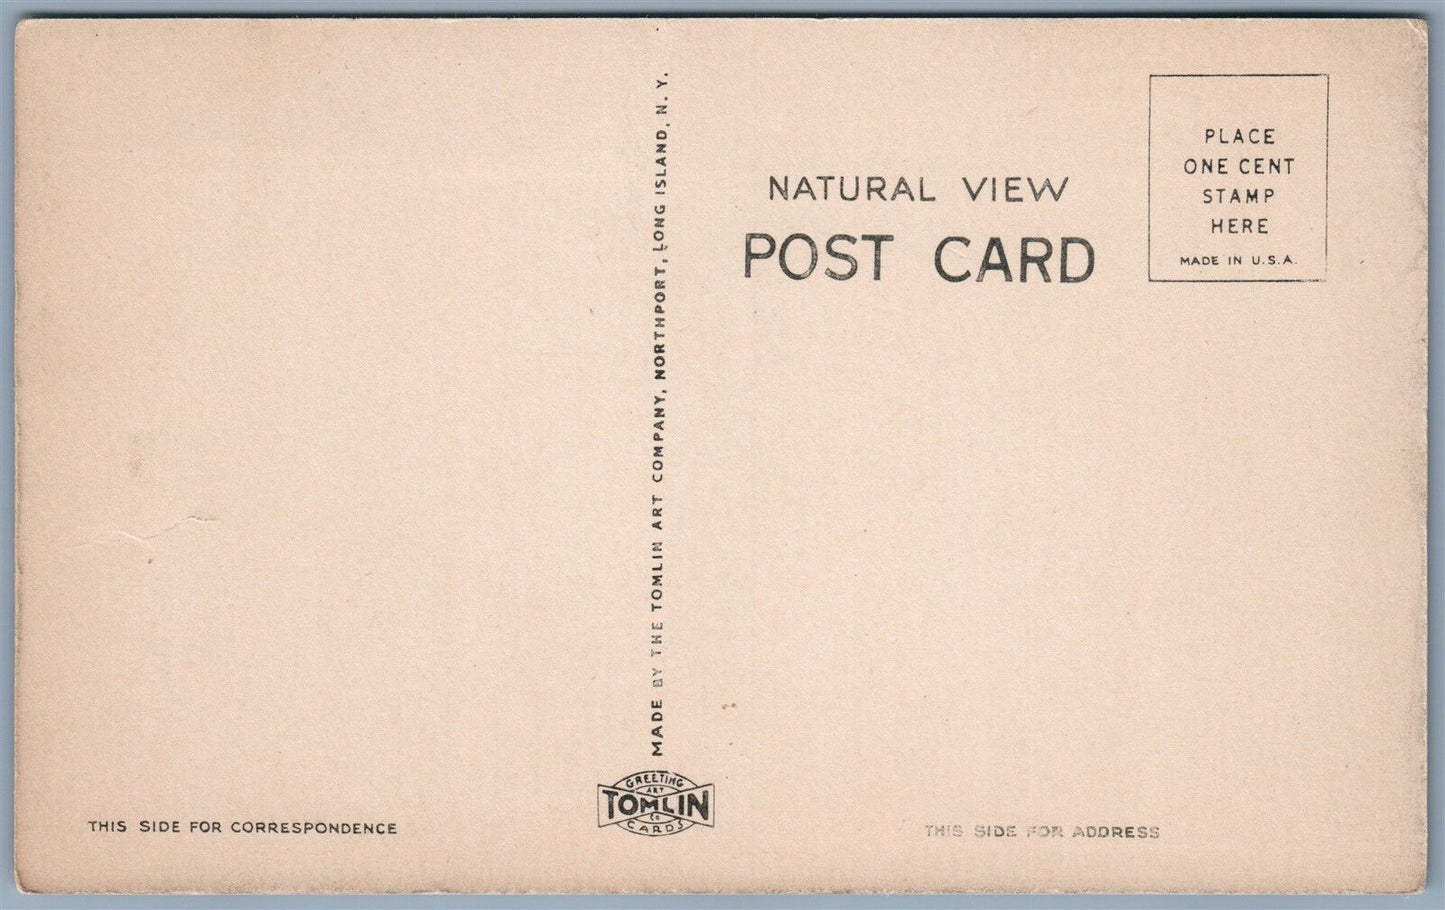 PLACE
ONE CENT
STAMP
HERE
MADE IN U.S.A.
NATURAL VIEW
POST CARD
MADE BY THE TOMLIN ART COMPANY, NORTHPORT, LONG ISLAND, N. Y.
GREETING
ART
TOMLIN
Co
CARDS
THIS SIDE FOR CORRESPONDENCE
THIS SIDE FOR ADDRESS